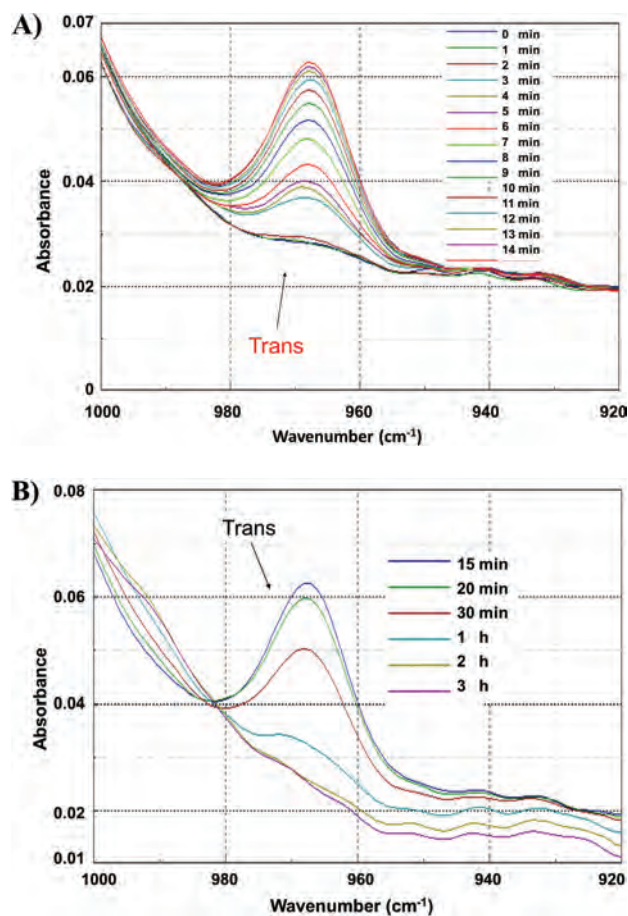 A)
0.07
0.06
0.04
0.02
0
Absorbance
1000
980
960
940
920
Wavenumber (cm-1)
Trans
0 min
1 min
2 min
3 min
4 min
5 min
6 min
7 min
8 min
9 min
10 min
11 min
12 min
13 min
14 min
B)
0.08
0.06
0.04
0.02
0.01
Absorbance
1000
980
960
940
920
Wavenumber (cm-1)
Trans
15 min
20 min
30 min
1 h
2 h
3 h